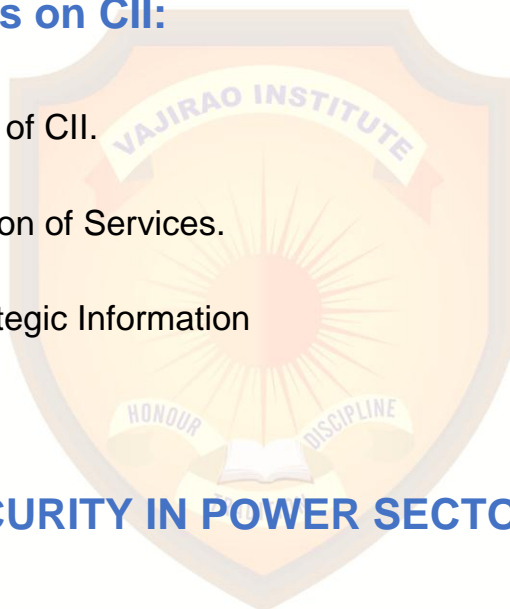 s on CII:
VAJIRAO INSTITUTE
of CII.
on of Services.
tegic Information
HONOUR
DISCIPLINE
CURITY IN POWER SECTO